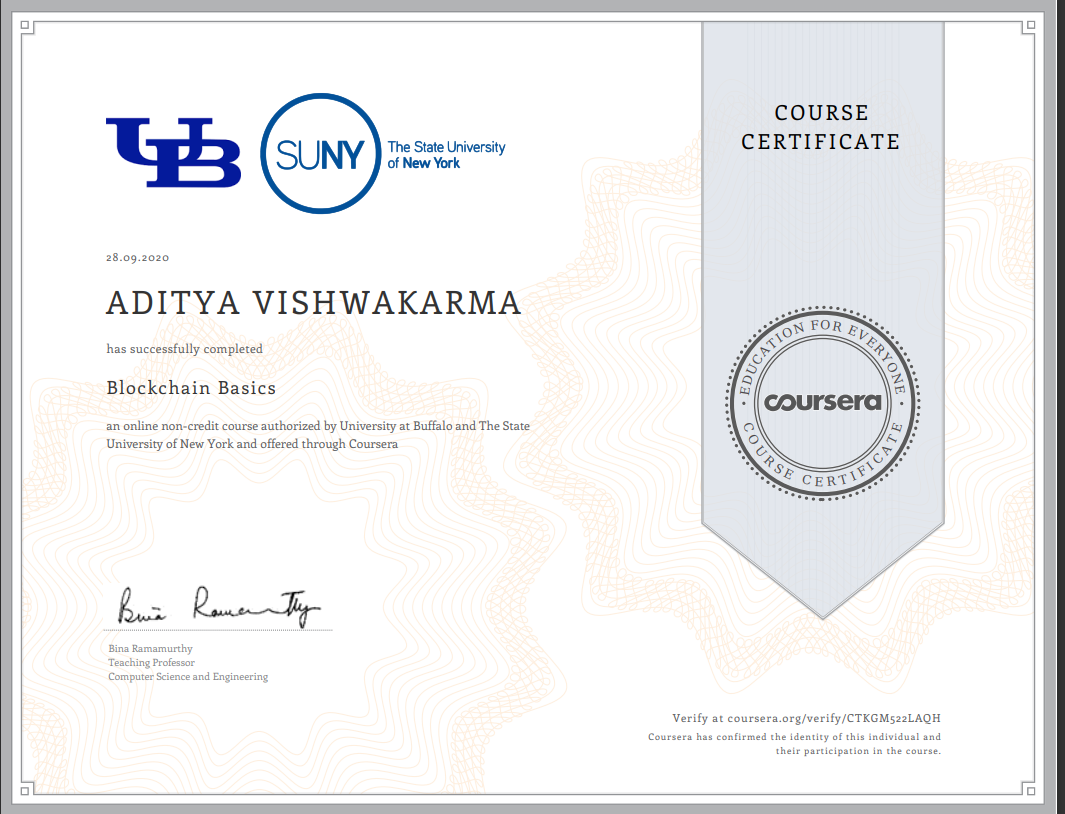 UB
SUNY
The State University
of New York
COURSE
CERTIFICATE
28.09.2020
ADITYA VISHWAKARMA
has successfully completed
Blockchain Basics
an online non-credit course authorized by University at Buffalo and The State
University of New York and offered through Coursera
EDUCATION FOR EVERYONE
coursera
COURSE CERTIFICATE
Bina Ramamurthy
Bina Ramamurthy
Teaching Professor
Computer Science and Engineering
Verify at coursera.org/verify/CTKGM522LAQH
Coursera has confirmed the identity of this individual and
their participation in the course.